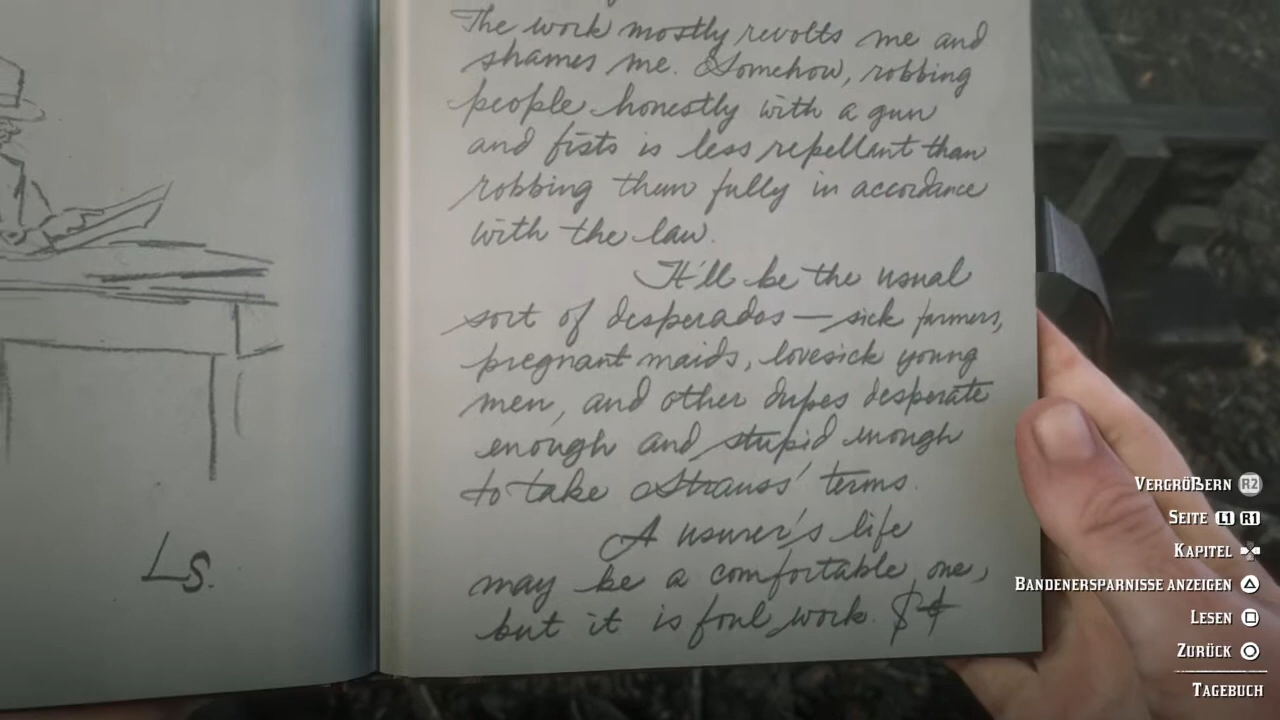 The work mostly revolts me and
shames me. Somehow, robbing
people honestly with a gun
and fists is less repellent than
robbing them fully in accordance
with the law.
It'll be the usual
sort of desperados — sick farmers,
pregnant maids, lovesick young
men, and other dupes desperate
enough and stupid enough
to take Strauss' terms.
A usurer's life
may be a comfortable one,
but it is foul work. $¢
LS.
VERGRÖẞERN R2
SEITE L1 R1
KAPITEL
BANDENERSPARNISSE ANZEIGEN
LESEN
ZURÜCK
TAGEBUCH